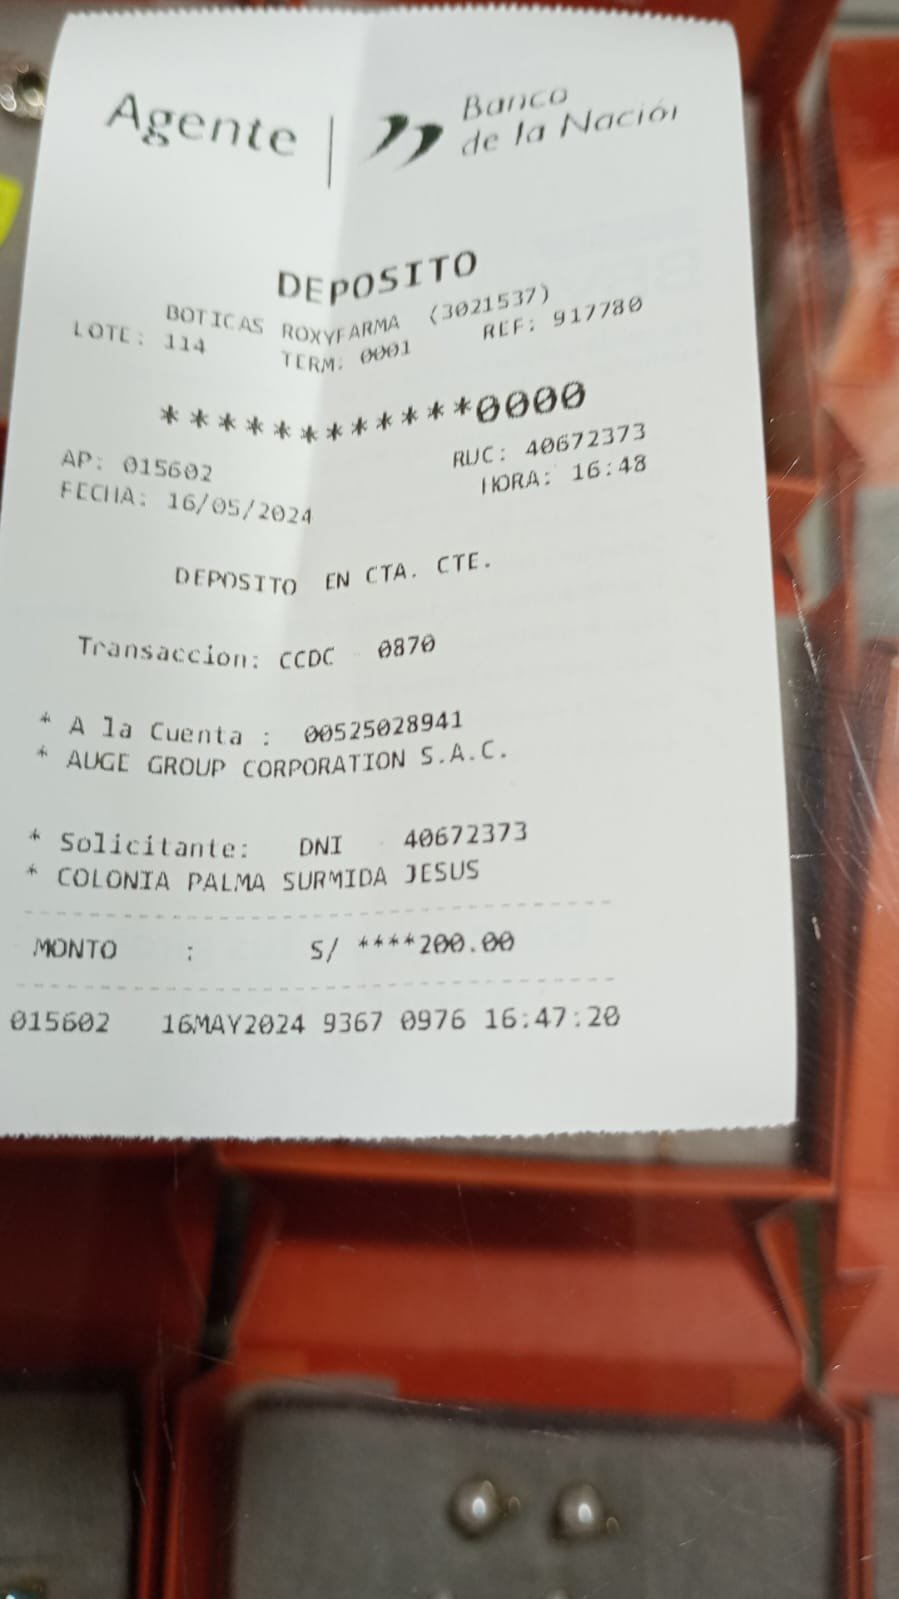 Agente | Banco
de la Nación
DEPOSITO
BOTICAS ROXYFARMA (3021537)
LOTE: 114 TERM: 0001 REF: 917780
************0000
AP: 015602 RUC: 40672373
FECHA: 16/05/2024 HORA: 16:48
DEPOSITO EN CTA. CTE.
Transaccion: CCDC 0870
* A la Cuenta : 00525028941
* AUGE GROUP CORPORATION S.A.C.
* Solicitante: DNI 40672373
* COLONIA PALMA SURMIDA JESUS
MONTO : S/ ****200.00
015602 16MAY2024 9367 0976 16:47:20